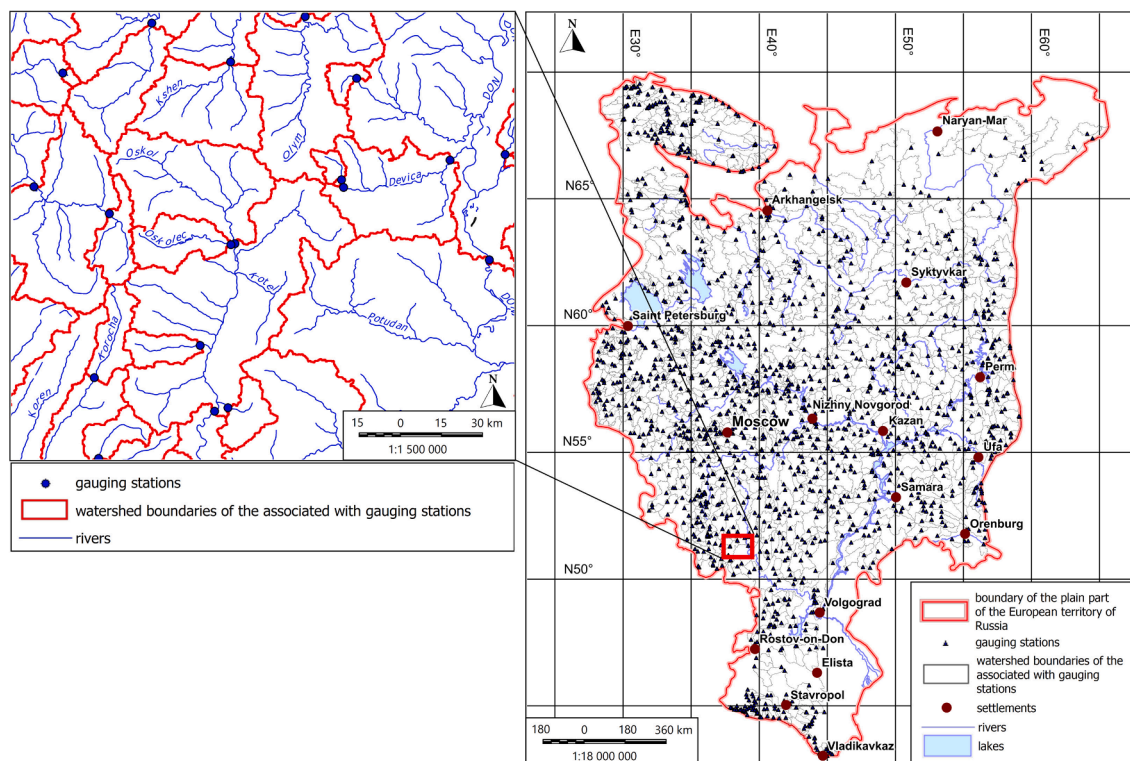 Kshen
Oskol
Olym
DON
DON
Devica
Oskolec
Kotel
Potudan
Korocha
Koren
N
15 0 15 30 km
1:1 500 000
gauging stations
watershed boundaries of the associated with gauging stations
rivers
N
E30°
E40°
E50°
E60°
N65°
N60°
N55°
N50°
Naryan-Mar
Arkhangelsk
Syktyvkar
Saint Petersburg
Perm
Nizhny Novgorod
Moscow
Kazan
Ufa
Samara
Orenburg
Volgograd
Rostov-on-Don
Elista
Stavropol
Vladikavkaz
180 0 180 360 km
1:18 000 000
boundary of the plain part
of the European territory of
Russia
gauging stations
watershed boundaries of the
associated with gauging
stations
settlements
rivers
lakes